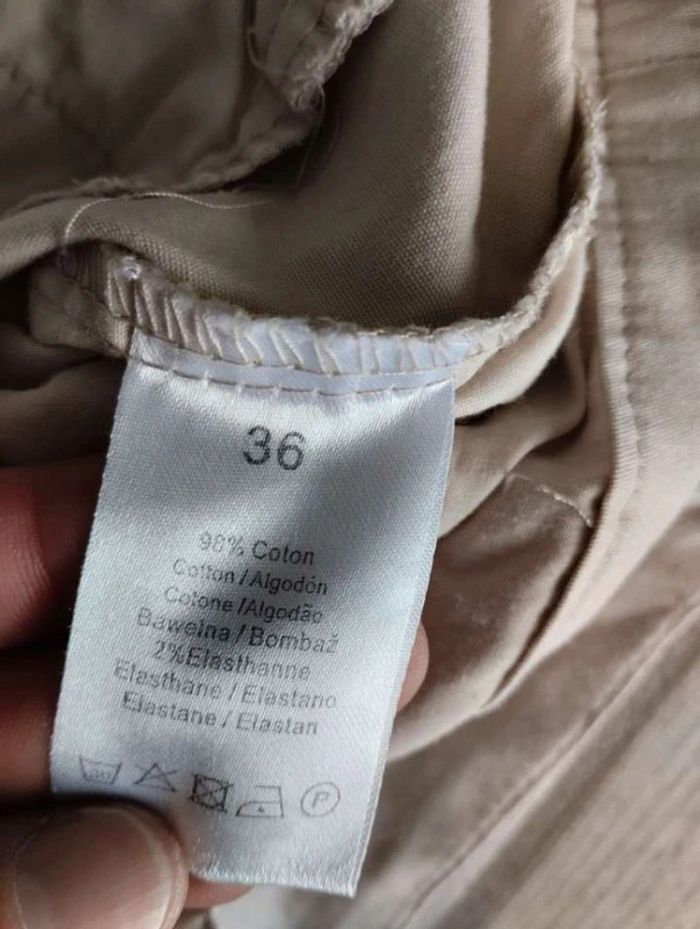 36
98% Coton
Cotton / Algodón
Cotone / Algodão
Bawełna / Bombaž
2% Elasthanne
Elasthane / Elastano
Elastane / Elastan
P